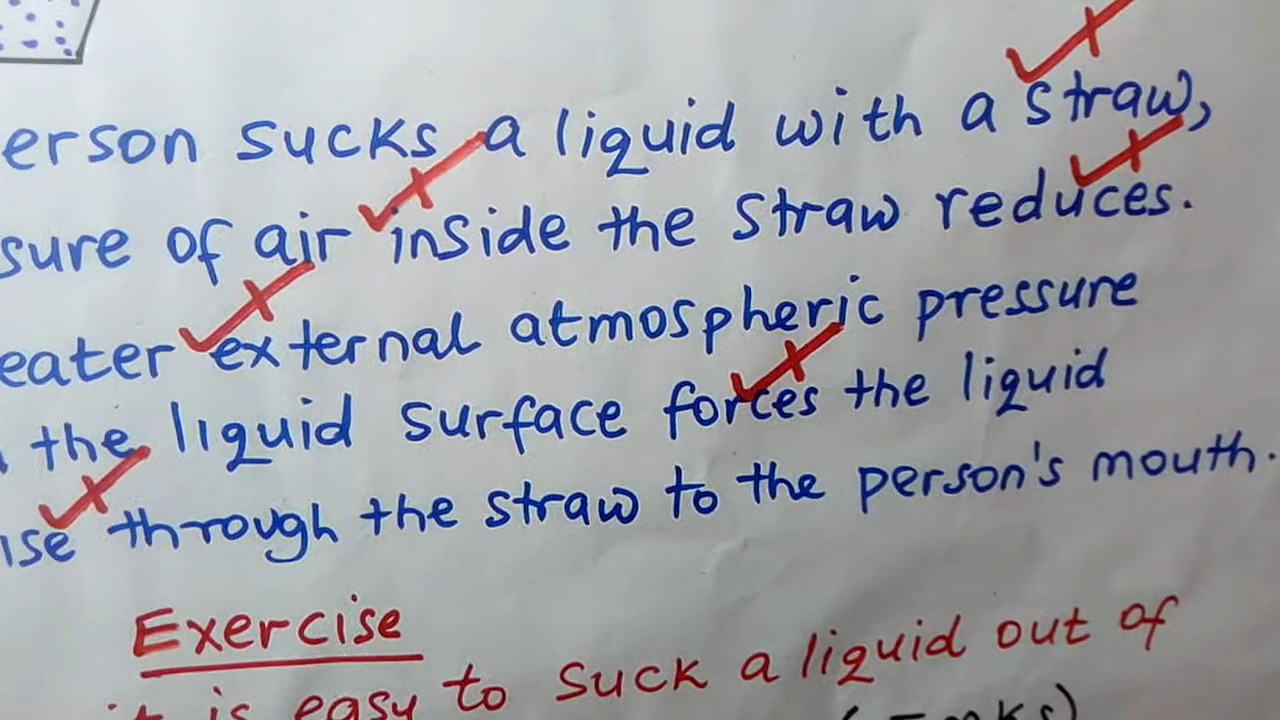 erson sucks a liquid with a straw,
sure of air inside the straw reduces.
eater external atmospheric pressure
the liquid surface forces the liquid
ise through the straw to the person's mouth.
Exercise
it is easy to suck a liquid out of